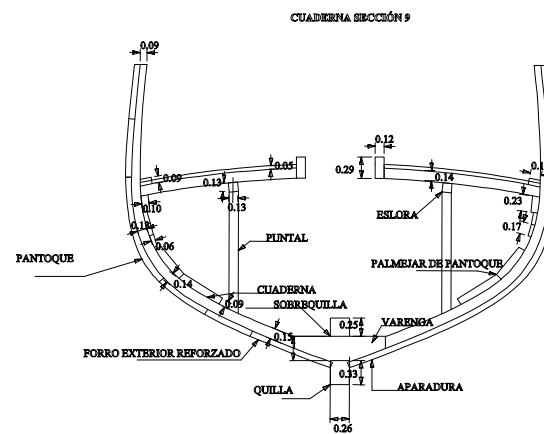 CUADERNA SECCIÓN 9
0.09
0.12
0.29
0.05
0.09
0.13
0.14
0.13
0.10
0.23
ESLORA
0.17
0.06
PUNTAL
PANTOQUE
PALMEJAR DE PANTOQUE
0.14
CUADERNA
0.09
SOBREQUILLA
0.25
VARENGA
0.15
FORRO EXTERIOR REFORZADO
0.33
QUILLA
APARADURA
0.26